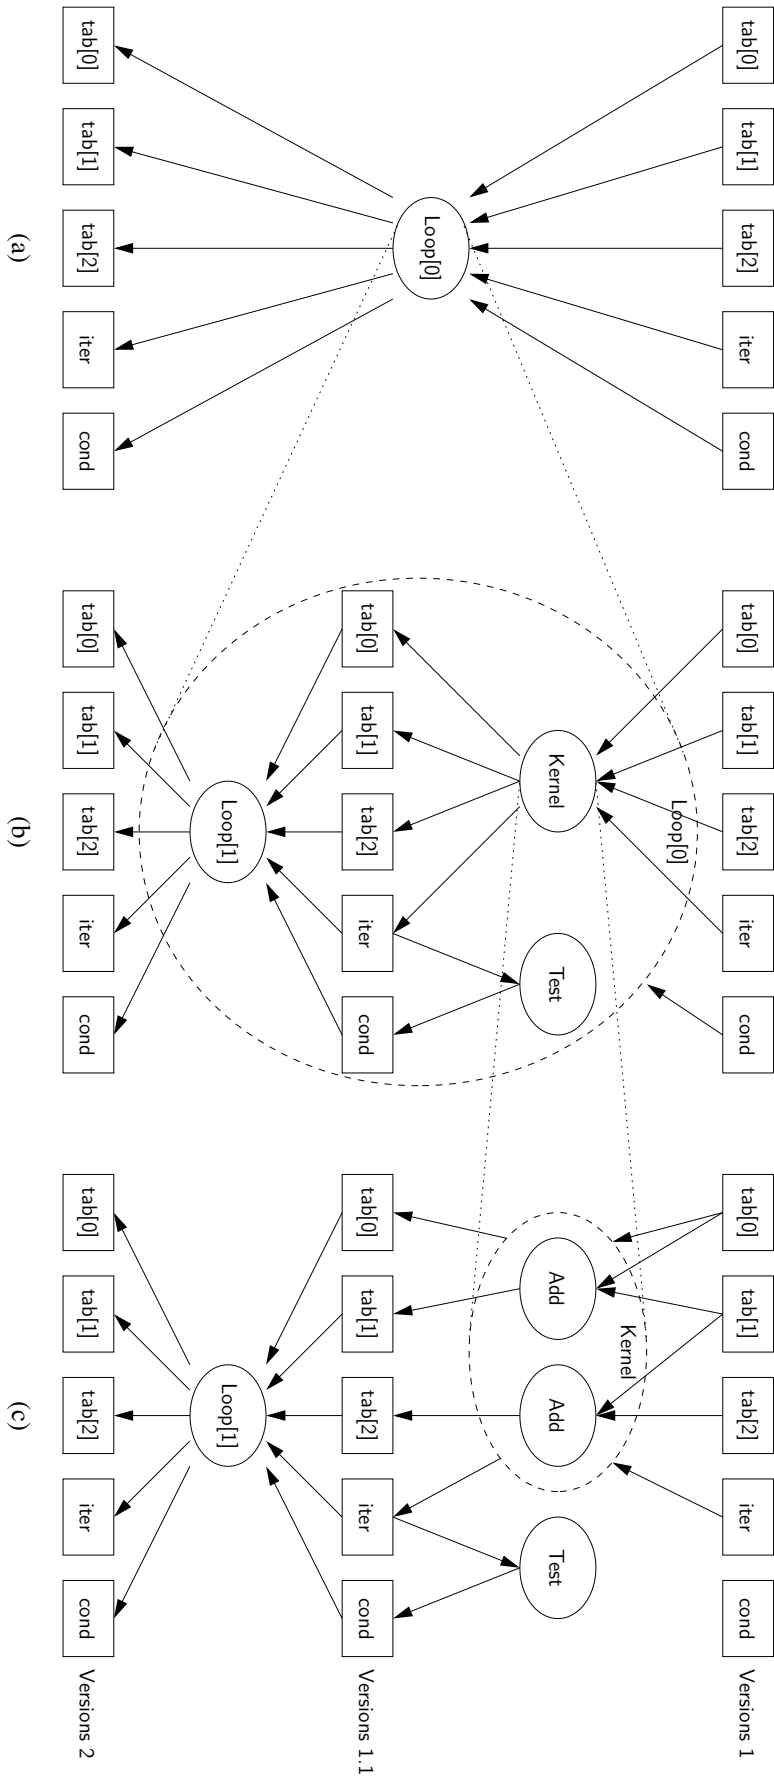 tab[0] tab[1] tab[2] iter cond
Loop[0]
tab[0] tab[1] tab[2] iter cond
(a)
tab[0] tab[1] tab[2] iter cond
Loop[0]
Kernel Test
tab[0] tab[1] tab[2] iter cond
Loop[1]
tab[0] tab[1] tab[2] iter cond
(b)
tab[0] tab[1] tab[2] iter cond Versions 1
Kernel
Add Add Test
tab[0] tab[1] tab[2] iter cond Versions 1.1
Loop[1]
tab[0] tab[1] tab[2] iter cond Versions 2
(c)